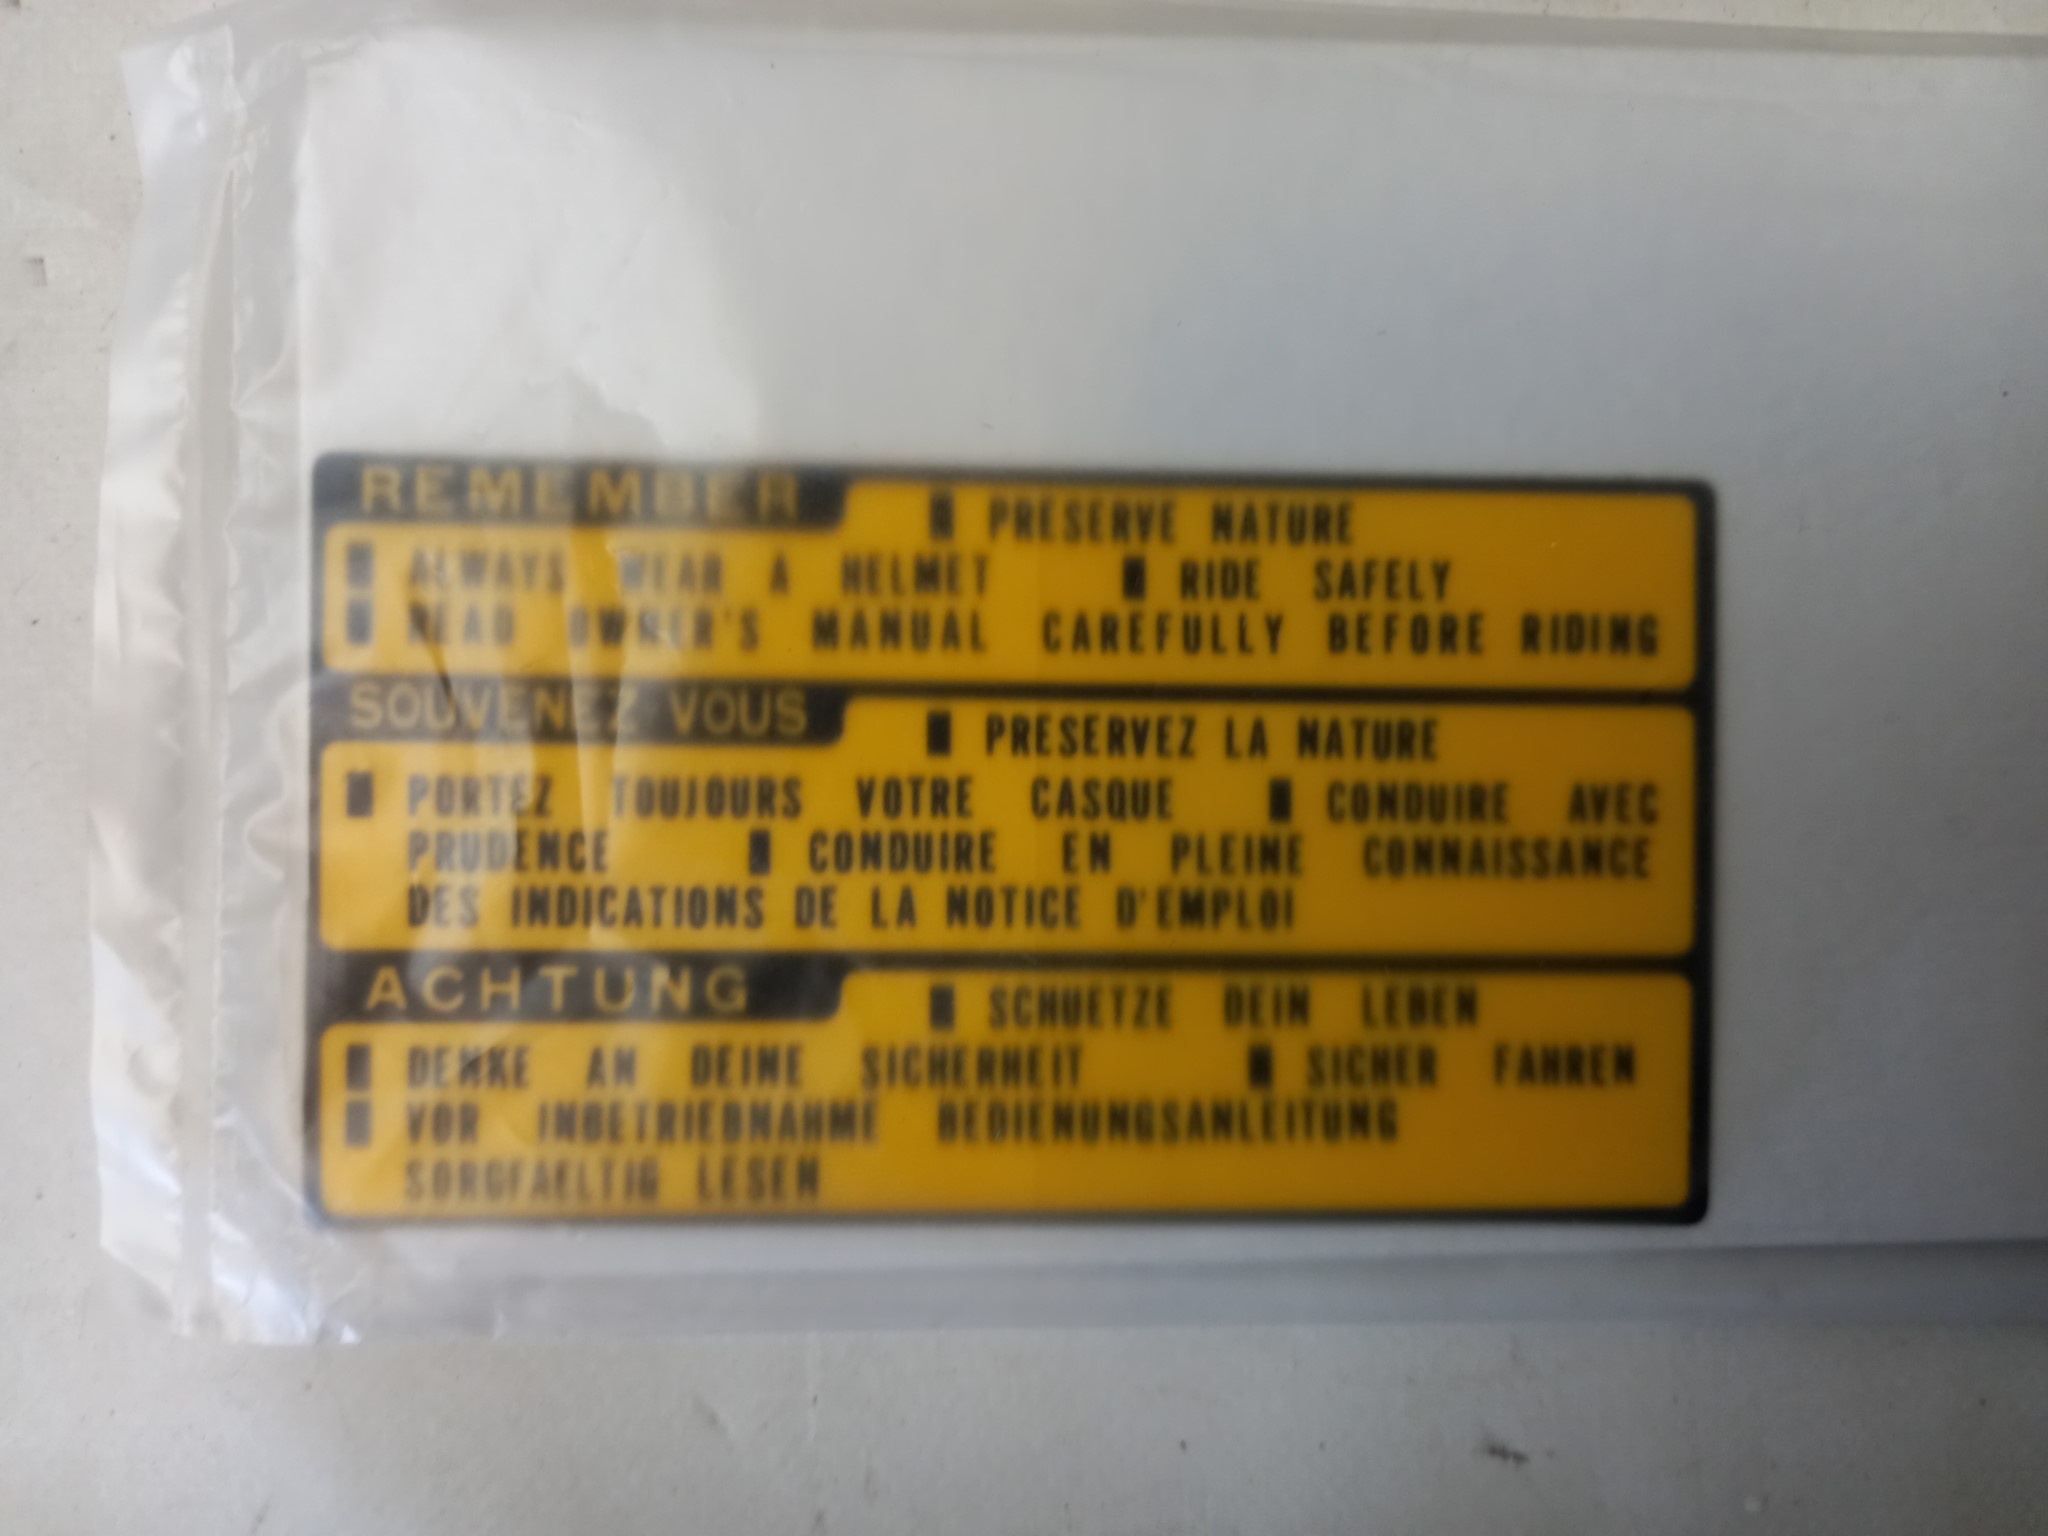 REMEMBER ■ PRESERVE NATURE
■ ALWAYS WEAR A HELMET ■ RIDE SAFELY
■ READ OWNER'S MANUAL CAREFULLY BEFORE RIDING
SOUVENEZ VOUS ■ PRESERVEZ LA NATURE
■ PORTEZ TOUJOURS VOTRE CASQUE ■ CONDUIRE AVEC
PRUDENCE ■ CONDUIRE EN PLEINE CONNAISSANCE
DES INDICATIONS DE LA NOTICE D'EMPLOI
ACHTUNG ■ SCHUETZE DEIN LEBEN
■ DENKE AN DEINE SICHERHEIT ■ SICHER FAHREN
■ VOR INBETRIEBNAHME BEDIENUNGSANLEITUNG
SORGFAELTIG LESEN